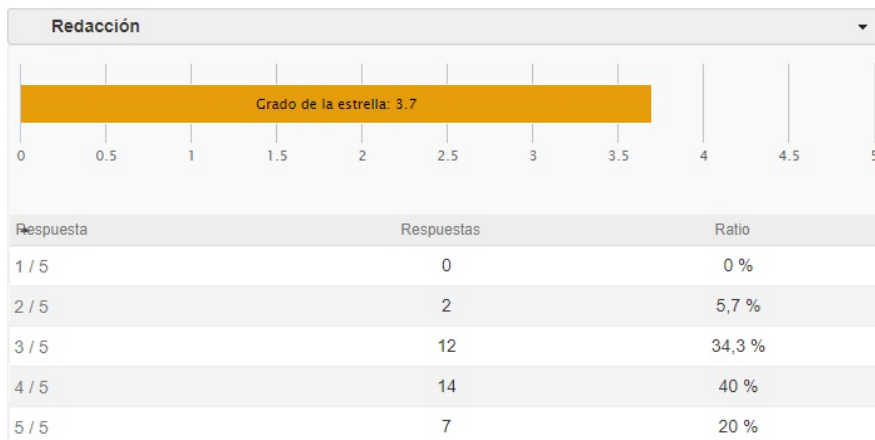 Redacción
Grado de la estrella: 3.7
0 0.5 1 1.5 2 2.5 3 3.5 4 4.5 5
Respuesta Respuestas Ratio
1 / 5 0 0 %
2 / 5 2 5,7 %
3 / 5 12 34,3 %
4 / 5 14 40 %
5 / 5 7 20 %